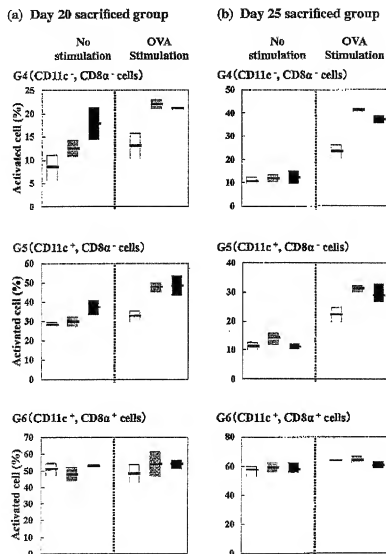 (a) Day 20 sacrificed group
(b) Day 25 sacrificed group
No stimulation
OVA Stimulation
No stimulation
OVA Stimulation
G4(CD11c⁻, CD8α⁻ cells)
G4(CD11c⁻, CD8α⁻ cells)
Activated cell (%)
25
20
15
10
5
0
50
40
30
20
10
0
G5(CD11c⁺, CD8α⁻ cells)
G5(CD11c⁺, CD8α⁻ cells)
Activated cell (%)
60
50
40
30
20
10
0
40
30
20
10
0
G6(CD11c⁺, CD8α⁺ cells)
G6(CD11c⁺, CD8α⁺ cells)
Activated cell (%)
70
60
50
40
30
20
10
0
80
60
40
20
0